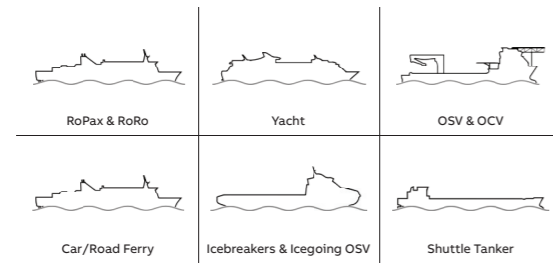 RoPax & RoRo
Yacht
OSV & OCV
Car/Road Ferry
Icebreakers & Icegoing OSV
Shuttle Tanker